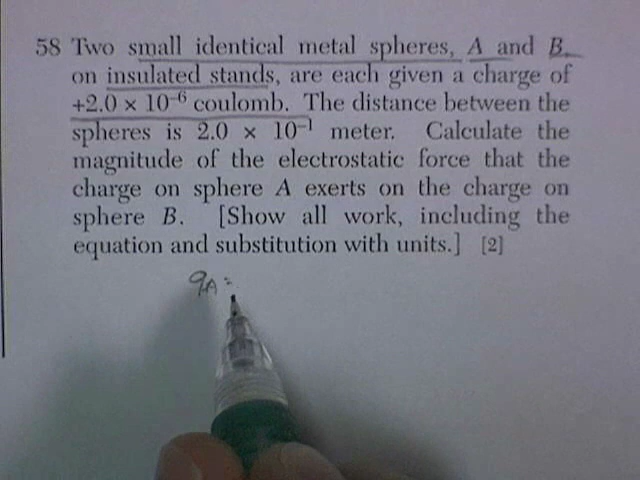 58 Two small identical metal spheres, A and B,
on insulated stands, are each given a charge of
+2.0 × 10⁻⁶ coulomb. The distance between the
spheres is 2.0 × 10⁻¹ meter. Calculate the
magnitude of the electrostatic force that the
charge on sphere A exerts on the charge on
sphere B. [Show all work, including the
equation and substitution with units.] [2]
qA =